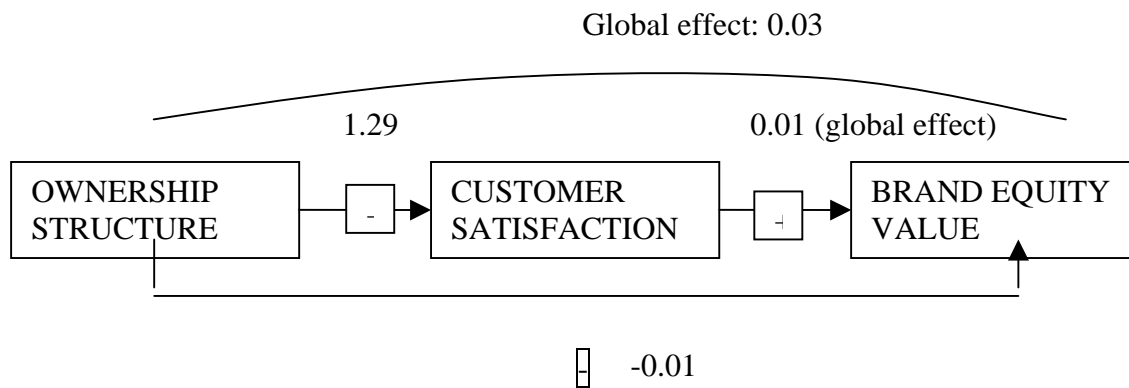 Global effect: 0.03
1.29
0.01 (global effect)
OWNERSHIP
STRUCTURE
-
CUSTOMER
SATISFACTION
+
BRAND EQUITY
VALUE
- -0.01